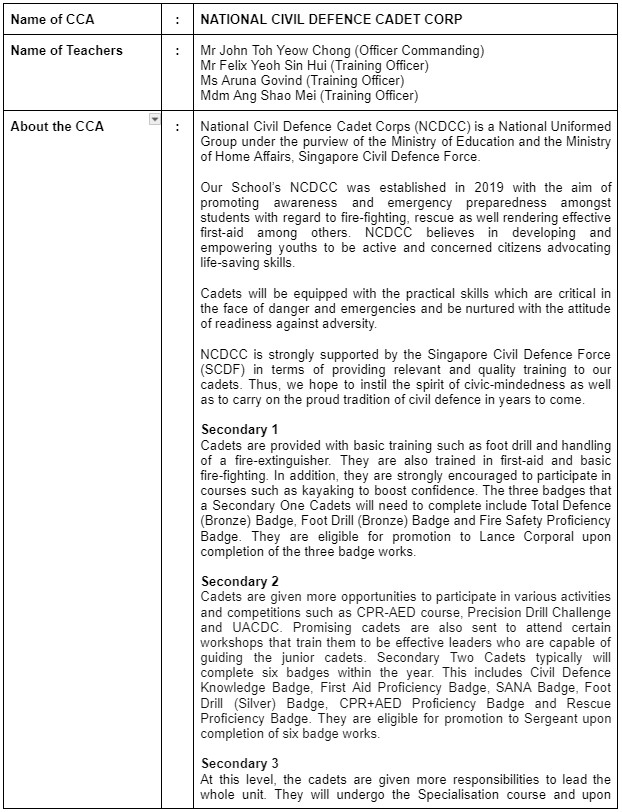 Name of CCA : NATIONAL CIVIL DEFENCE CADET CORP
Name of Teachers : Mr John Toh Yeow Chong (Officer Commanding)
Mr Felix Yeoh Sin Hui (Training Officer)
Ms Aruna Govind (Training Officer)
Mdm Ang Shao Mei (Training Officer)
About the CCA : National Civil Defence Cadet Corps (NCDCC) is a National Uniformed
Group under the purview of the Ministry of Education and the Ministry
of Home Affairs, Singapore Civil Defence Force.
Our School's NCDCC was established in 2019 with the aim of
promoting awareness and emergency preparedness amongst
students with regard to fire-fighting, rescue as well rendering effective
first-aid among others. NCDCC believes in developing and
empowering youths to be active and concerned citizens advocating
life-saving skills.
Cadets will be equipped with the practical skills which are critical in
the face of danger and emergencies and be nurtured with the attitude
of readiness against adversity.
NCDCC is strongly supported by the Singapore Civil Defence Force
(SCDF) in terms of providing relevant and quality training to our
cadets. Thus, we hope to instil the spirit of civic-mindedness as well
as to carry on the proud tradition of civil defence in years to come.
Secondary 1
Cadets are provided with basic training such as foot drill and handling
of a fire-extinguisher. They are also trained in first-aid and basic
fire-fighting. In addition, they are strongly encouraged to participate in
courses such as kayaking to boost confidence. The three badges that
a Secondary One Cadets will need to complete include Total Defence
(Bronze) Badge, Foot Drill (Bronze) Badge and Fire Safety Proficiency
Badge. They are eligible for promotion to Lance Corporal upon
completion of the three badge works.
Secondary 2
Cadets are given more opportunities to participate in various activities
and competitions such as CPR-AED course, Precision Drill Challenge
and UACDC. Promising cadets are also sent to attend certain
workshops that train them to be effective leaders who are capable of
guiding the junior cadets. Secondary Two Cadets typically will
complete six badges within the year. This includes Civil Defence
Knowledge Badge, First Aid Proficiency Badge, SANA Badge, Foot
Drill (Silver) Badge, CPR+AED Proficiency Badge and Rescue
Proficiency Badge. They are eligible for promotion to Sergeant upon
completion of six badge works.
Secondary 3
At this level, the cadets are given more responsibilities to lead the
whole unit. They will undergo the Specialisation course and upon